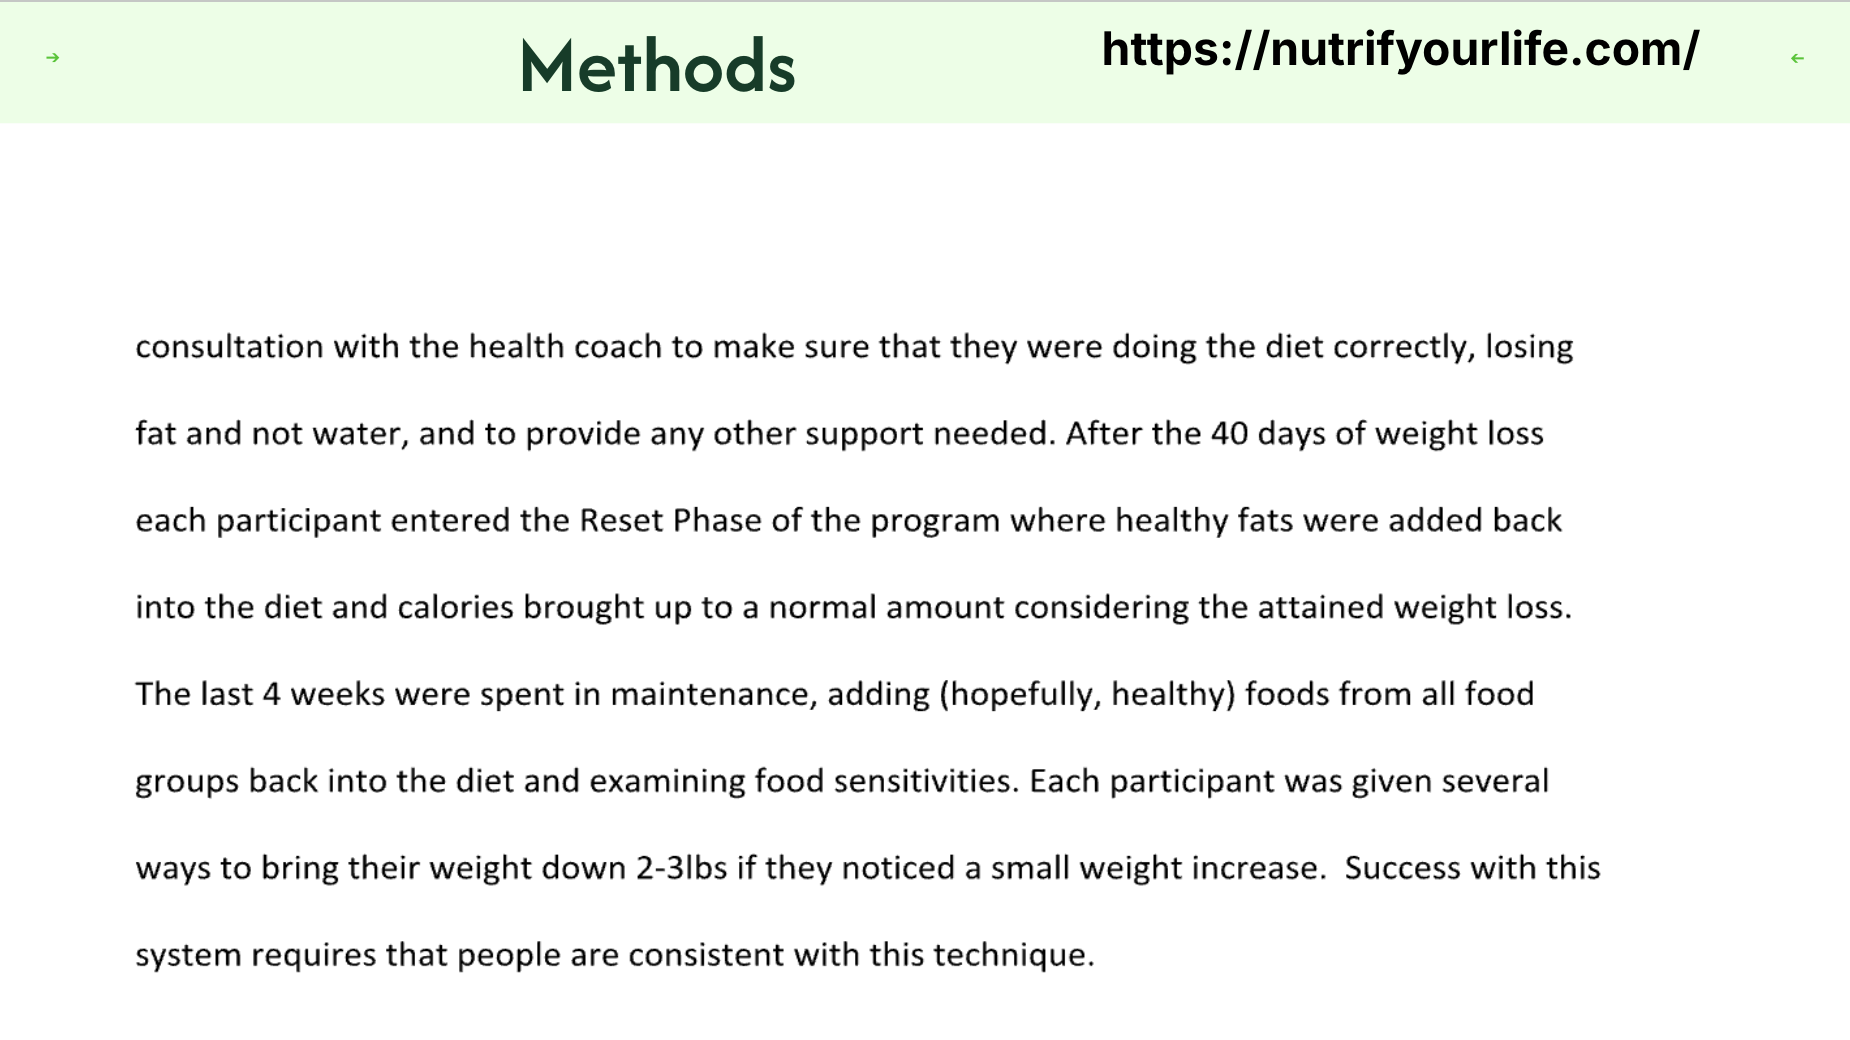 Methods
https://nutrifyourlife.com/
consultation with the health coach to make sure that they were doing the diet correctly, losing
fat and not water, and to provide any other support needed. After the 40 days of weight loss
each participant entered the Reset Phase of the program where healthy fats were added back
into the diet and calories brought up to a normal amount considering the attained weight loss.
The last 4 weeks were spent in maintenance, adding (hopefully, healthy) foods from all food
groups back into the diet and examining food sensitivities. Each participant was given several
ways to bring their weight down 2-3lbs if they noticed a small weight increase.  Success with this
system requires that people are consistent with this technique.